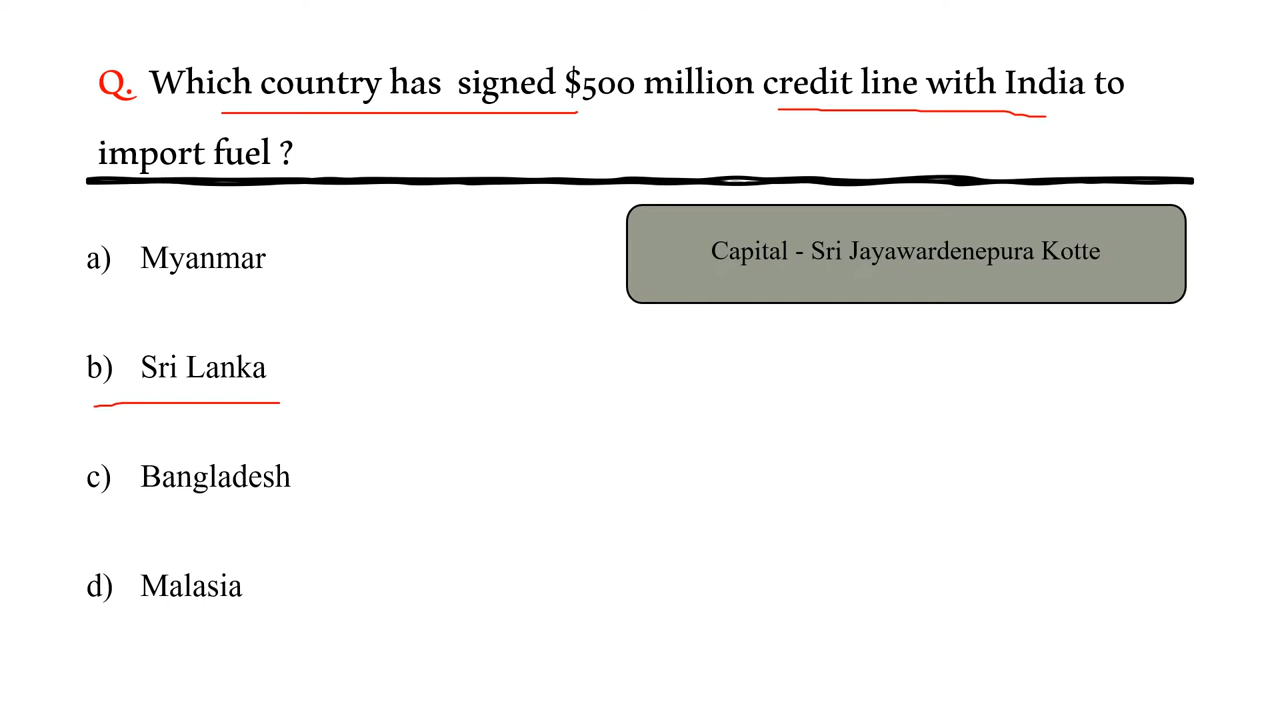 Q. Which country has signed $500 million credit line with India to
import fuel ?
Capital - Sri Jayawardenepura Kotte
a) Myanmar
b) Sri Lanka
c) Bangladesh
d) Malasia